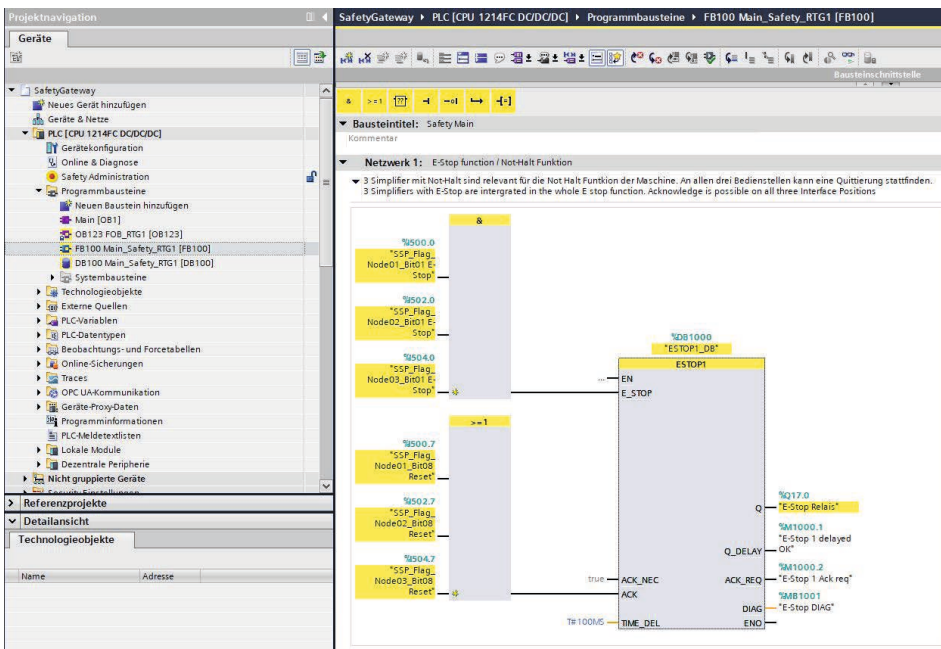 Projektnavigation
Geräte
SafetyGateway
Neues Gerät hinzufügen
Geräte & Netze
PLC [CPU 1214FC DC/DC/DC]
Gerätekonfiguration
Online & Diagnose
Safety Administration
Programmbausteine
Neuen Baustein hinzufügen
Main [OB1]
OB123 FOB_RTG1 [OB123]
FB100 Main_Safety_RTG1 [FB100]
DB100 Main_Safety_RTG1 [DB100]
Systembausteine
Technologieobjekte
Externe Quellen
PLC-Variablen
PLC-Datentypen
Beobachtungs- und Forcetabellen
Online-Sicherungen
Traces
OPC UA-Kommunikation
Geräte-Proxy-Daten
Programminformationen
PLC-Meldetextlisten
Lokale Module
Dezentrale Peripherie
Nicht gruppierte Geräte
Security-Einstellungen
Referenzprojekte
Detailansicht
Technologieobjekte
Name Adresse
SafetyGateway ▸ PLC [CPU 1214FC DC/DC/DC] ▸ Programmbausteine ▸ FB100 Main_Safety_RTG1 [FB100]
Bausteinschnittstelle
& >=1 [??] ⊣ -o| ↦ -[=]
Bausteintitel: Safety Main
Kommentar
Netzwerk 1: E-Stop function / Not-Halt Funktion
3 Simplifier mit Not-Halt sind relevant für die Not Halt Funtkion der Maschine. An allen drei Bedienstellen kann eine Quittierung stattfinden.
3 Simplifiers with E-Stop are intergrated in the whole E stop function. Acknowledge is possible on all three Interface Positions
&
%I500.0
"SSP_Flag_
Node01_Bit01 E-
Stop"
%I502.0
"SSP_Flag_
Node02_Bit01 E-
Stop"
%I504.0
"SSP_Flag_
Node03_Bit01 E-
Stop"
>=1
%I500.7
"SSP_Flag_
Node01_Bit08
Reset"
%I502.7
"SSP_Flag_
Node02_Bit08
Reset"
%I504.7
"SSP_Flag_
Node03_Bit08
Reset"
%DB1000
"ESTOP1_DB"
ESTOP1
... EN
E_STOP
true ACK_NEC
ACK
T#100MS TIME_DEL
%Q17.0
Q "E-Stop Relais"
%M1000.1
"E-Stop 1 delayed
Q_DELAY OK"
%M1000.2
ACK_REQ "E-Stop 1 Ack req"
%MB1001
DIAG "E-Stop DIAG"
ENO